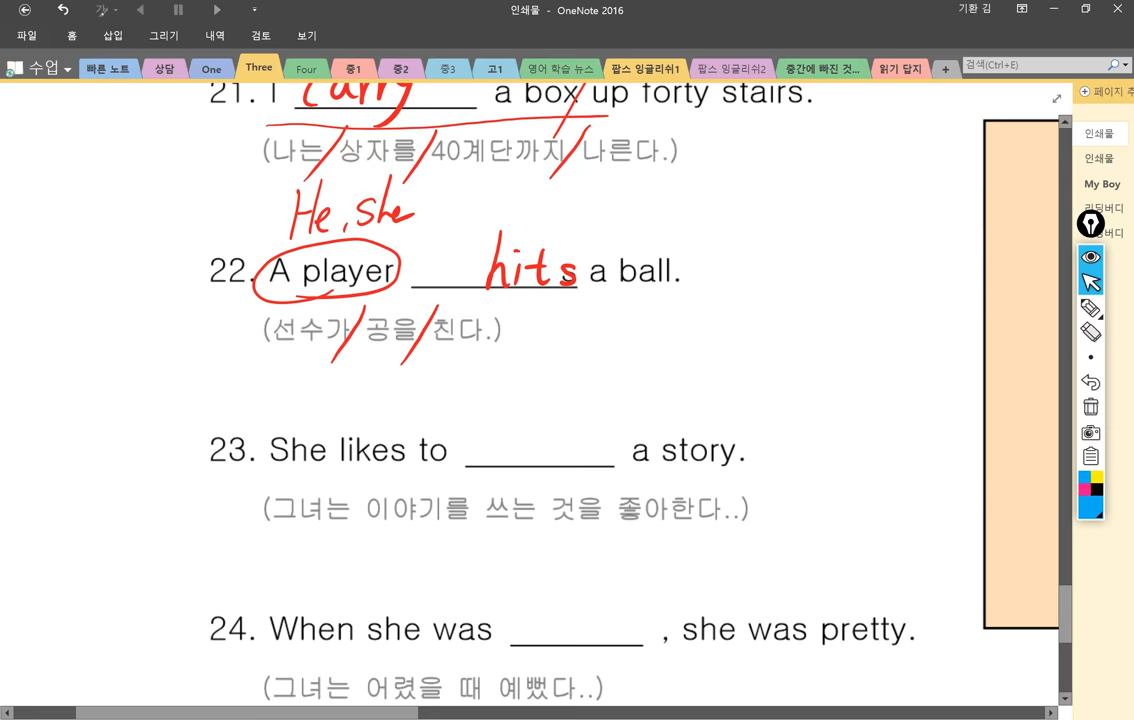 인쇄물 - OneNote 2016
기환 김
파일 홈 삽입 그리기 내역 검토 보기
수업 빠른 노트 상담 One Three Four 중1 중2 중3 고1 영어 학습 뉴스 팝스 잉글리쉬1 팝스 잉글리쉬2 중간에 빠진 것... 읽기 답지 + 검색(Ctrl+E)
페이지 추
인쇄물
인쇄물
My Boy
리딩버디
버디
21. I carry a box up forty stairs.
(나는 상자를 40계단까지 나른다.)
He, she
22. A player hits a ball.
(선수가 공을 친다.)
23. She likes to ________ a story.
(그녀는 이야기를 쓰는 것을 좋아한다..)
24. When she was ________ , she was pretty.
(그녀는 어렸을 때 예뻤다..)